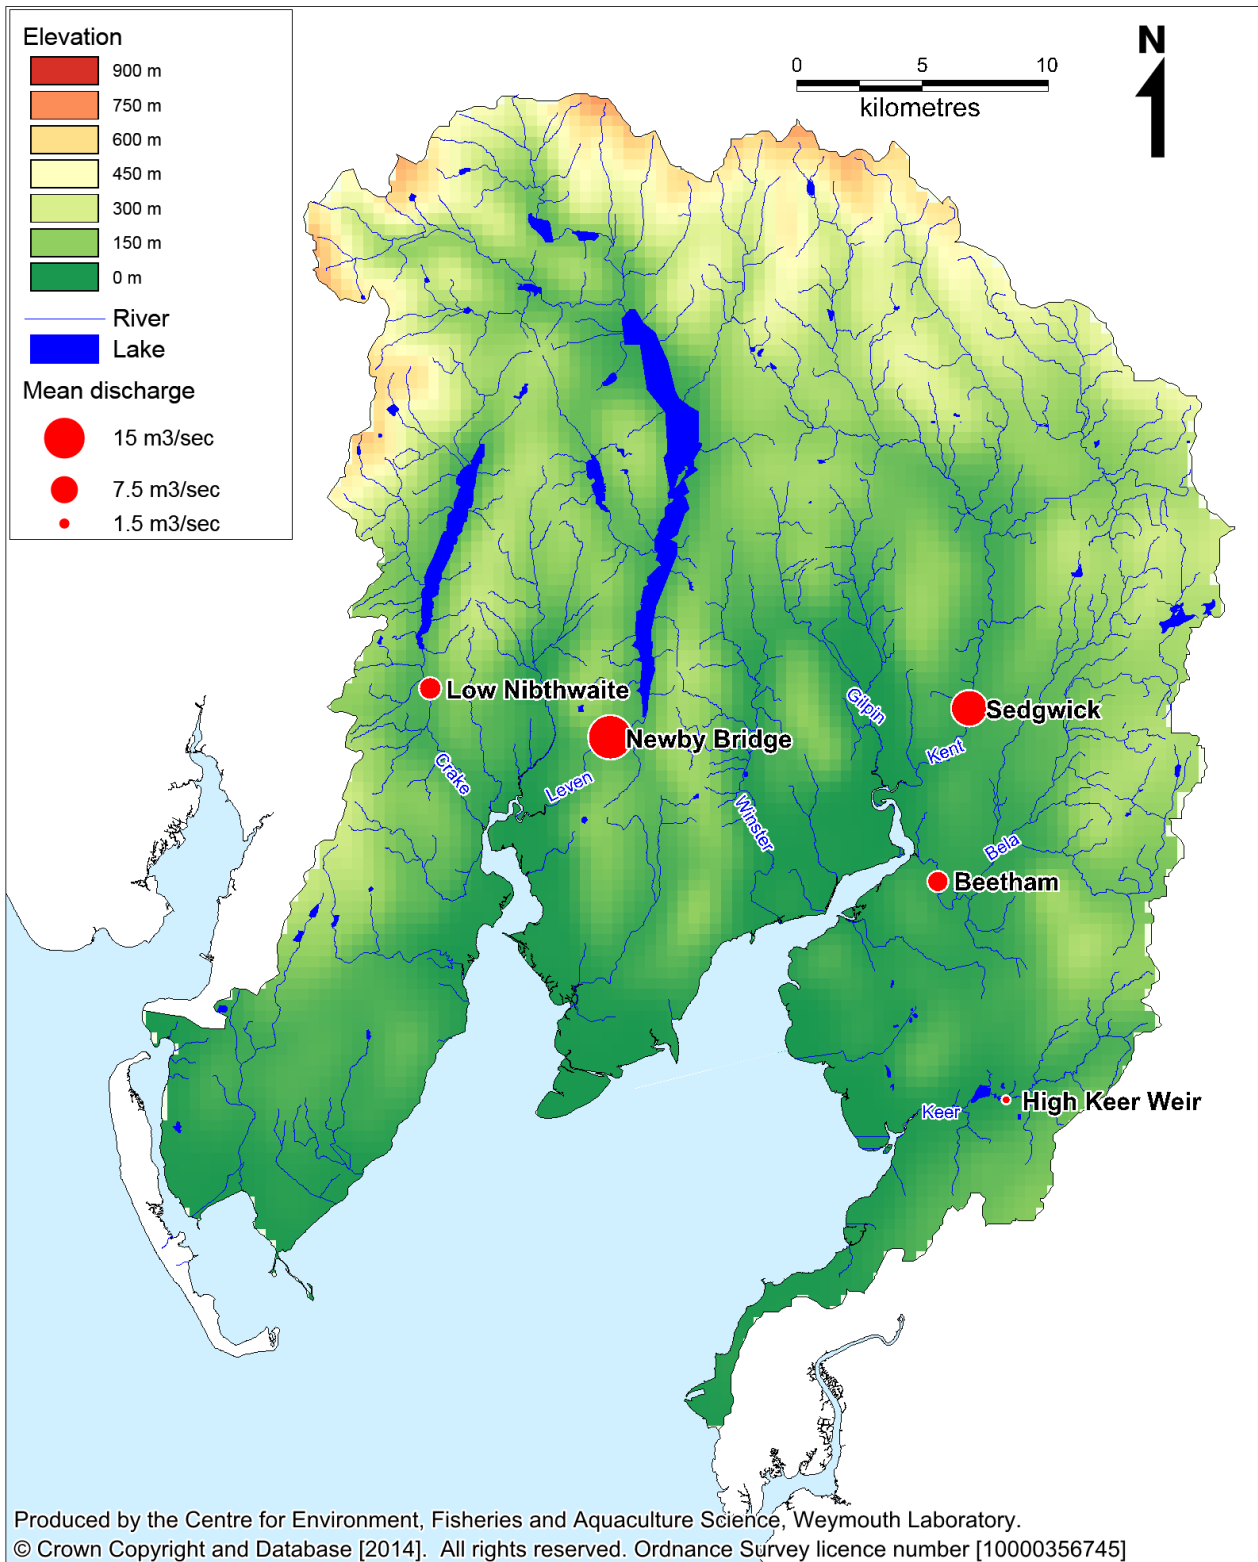 Elevation
900 m
750 m
600 m
450 m
300 m
150 m
0 m
River
Lake
Mean discharge
15 m3/sec
7.5 m3/sec
1.5 m3/sec
0 5 10
kilometres
N
Low Nibthwaite
Newby Bridge
Sedgwick
Gilpin
Kent
Crake
Leven
Winster
Bela
Beetham
High Keer Weir
Keer
Produced by the Centre for Environment, Fisheries and Aquaculture Science, Weymouth Laboratory.
© Crown Copyright and Database [2014]. All rights reserved. Ordnance Survey licence number [10000356745]